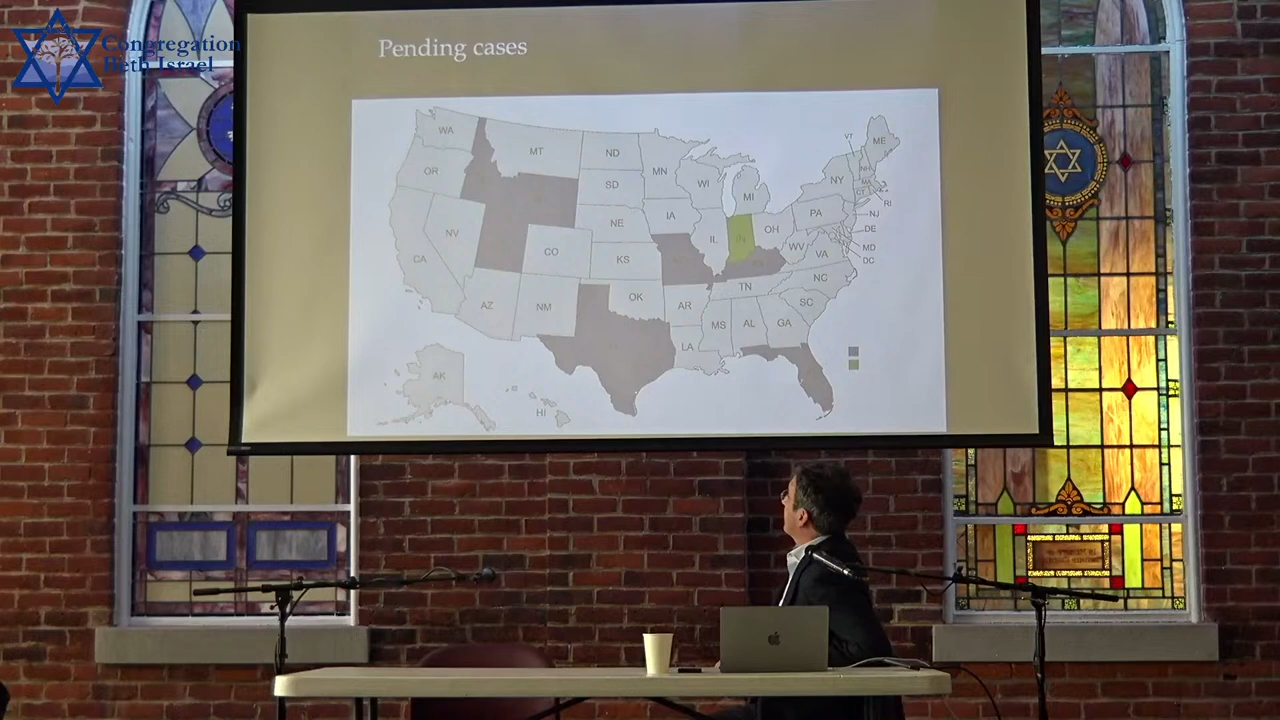 Congregation
Beth Israel
Pending cases
WA
OR
CA
NV
AZ
MT
CO
NM
ND
SD
NE
KS
OK
MN
IA
AR
LA
WI
IL
MS
MI
OH
TN
AL
GA
WV
VA
NC
SC
PA
NY
VT
NH
ME
MA
CT
RI
NJ
DE
MD
DC
AK
HI
IN